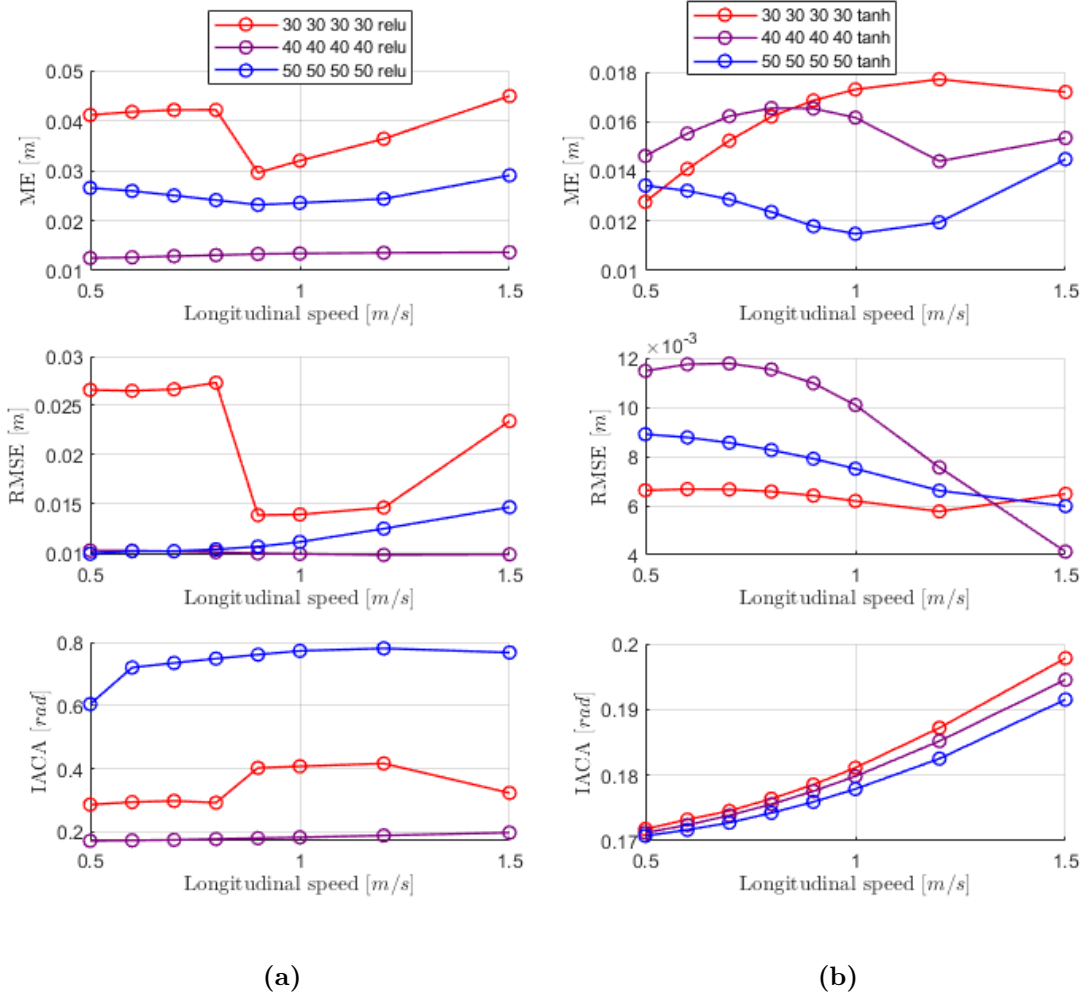 30 30 30 30 relu
40 40 40 40 relu
50 50 50 50 relu
0.05
0.04
0.03
0.02
0.01
ME [m]
0.5
1
1.5
Longitudinal speed [m/s]
0.03
0.025
0.02
0.015
0.01
RMSE [m]
0.5
1
1.5
Longitudinal speed [m/s]
0.8
0.6
0.4
0.2
IACA [rad]
0.5
1
1.5
Longitudinal speed [m/s]
(a)
30 30 30 30 tanh
40 40 40 40 tanh
50 50 50 50 tanh
0.018
0.016
0.014
0.012
0.01
ME [m]
0.5
1
1.5
Longitudinal speed [m/s]
×10-3
12
10
8
6
4
RMSE [m]
0.5
1
1.5
Longitudinal speed [m/s]
0.2
0.19
0.18
0.17
IACA [rad]
0.5
1
1.5
Longitudinal speed [m/s]
(b)